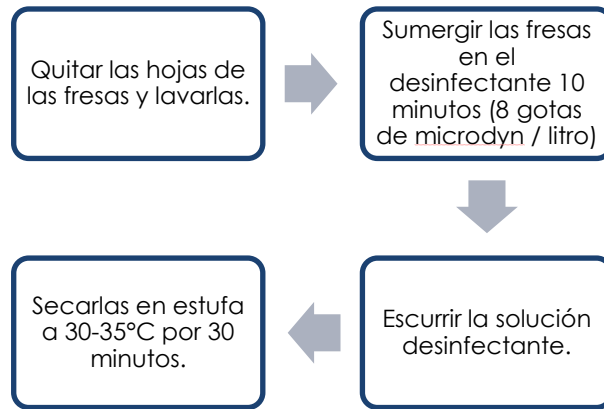 Quitar las hojas de
las fresas y lavarlas.
Sumergir las fresas
en el
desinfectante 10
minutos (8 gotas
de microdyn / litro)
Escurrir la solución
desinfectante.
Secarlas en estufa
a 30-35°C por 30
minutos.